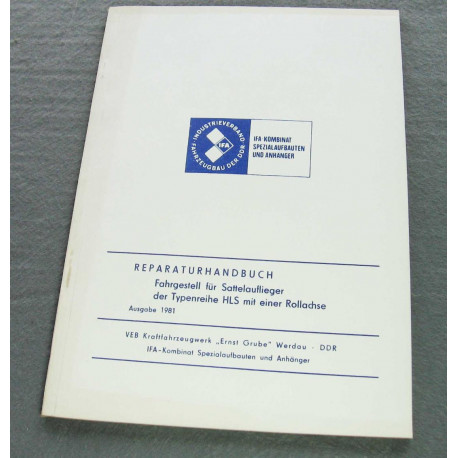 INDUSTRIEVERBAND
FAHRZEUGBAU DER DDR
IFA
IFA-KOMBINAT
SPEZIALAUFBAUTEN
UND ANHÄNGER
REPARATURHANDBUCH
Fahrgestell für Sattelauflieger
der Typenreihe HLS mit einer Rollachse
Ausgabe 1981
VEB Kraftfahrzeugwerk „Ernst Grube" Werdau · DDR
IFA-Kombinat Spezialaufbauten und Anhänger